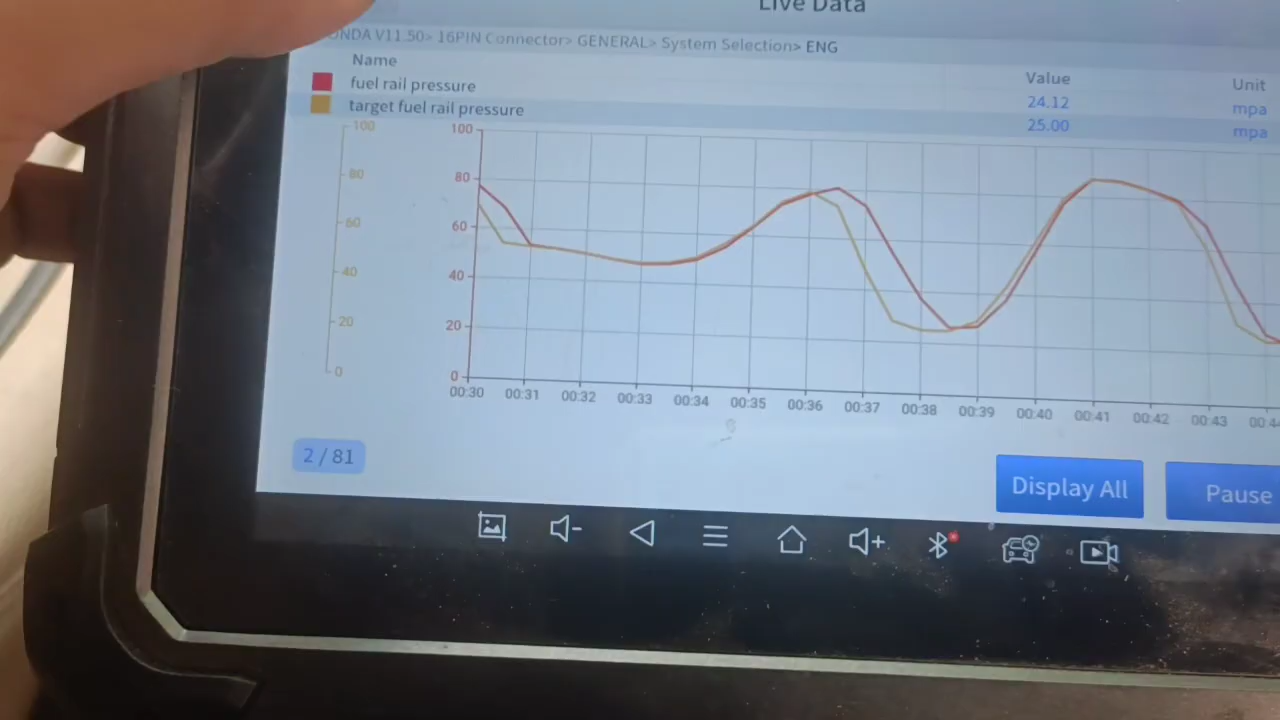 Live Data
ONDA V11.50> 16PIN Connector> GENERAL> System Selection> ENG
Name Value Unit
fuel rail pressure 24.12 mpa
target fuel rail pressure 25.00 mpa
100 100
80 80
60 60
40 40
20 20
0 0
00:30 00:31 00:32 00:33 00:34 00:35 00:36 00:37 00:38 00:39 00:40 00:41 00:42 00:43 00:4
2 / 81
Display All Pause